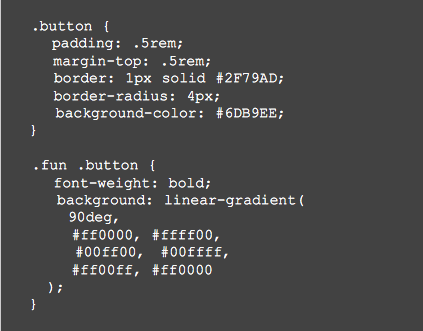 .button {
padding: .5rem;
margin-top: .5rem;
border: 1px solid #2F79AD;
border-radius: 4px;
background-color: #6DB9EE;
}
.fun .button {
font-weight: bold;
background: linear-gradient(
90deg,
#ff0000, #ffff00,
#00ff00, #00ffff,
#ff00ff, #ff0000
);
}